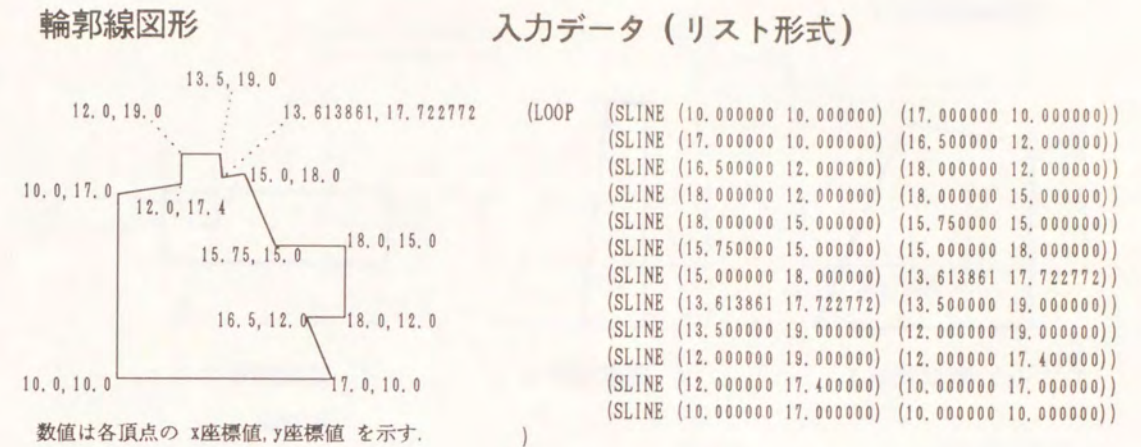 輪郭線図形
入力データ (リスト形式)
13.5, 19.0
12.0, 19.0
13.613861, 17.722772
15.0, 18.0
10.0, 17.0
12.0, 17.4
18.0, 15.0
15.75, 15.0
16.5, 12.0
18.0, 12.0
10.0, 10.0
17.0, 10.0
数値は各頂点の x座標値, y座標値 を示す.
(LOOP (SLINE (10.000000 10.000000) (17.000000 10.000000))
(SLINE (17.000000 10.000000) (16.500000 12.000000))
(SLINE (16.500000 12.000000) (18.000000 12.000000))
(SLINE (18.000000 12.000000) (18.000000 15.000000))
(SLINE (18.000000 15.000000) (15.750000 15.000000))
(SLINE (15.750000 15.000000) (15.000000 18.000000))
(SLINE (15.000000 18.000000) (13.613861 17.722772))
(SLINE (13.613861 17.722772) (13.500000 19.000000))
(SLINE (13.500000 19.000000) (12.000000 19.000000))
(SLINE (12.000000 19.000000) (12.000000 17.400000))
(SLINE (12.000000 17.400000) (10.000000 17.000000))
(SLINE (10.000000 17.000000) (10.000000 10.000000))
)